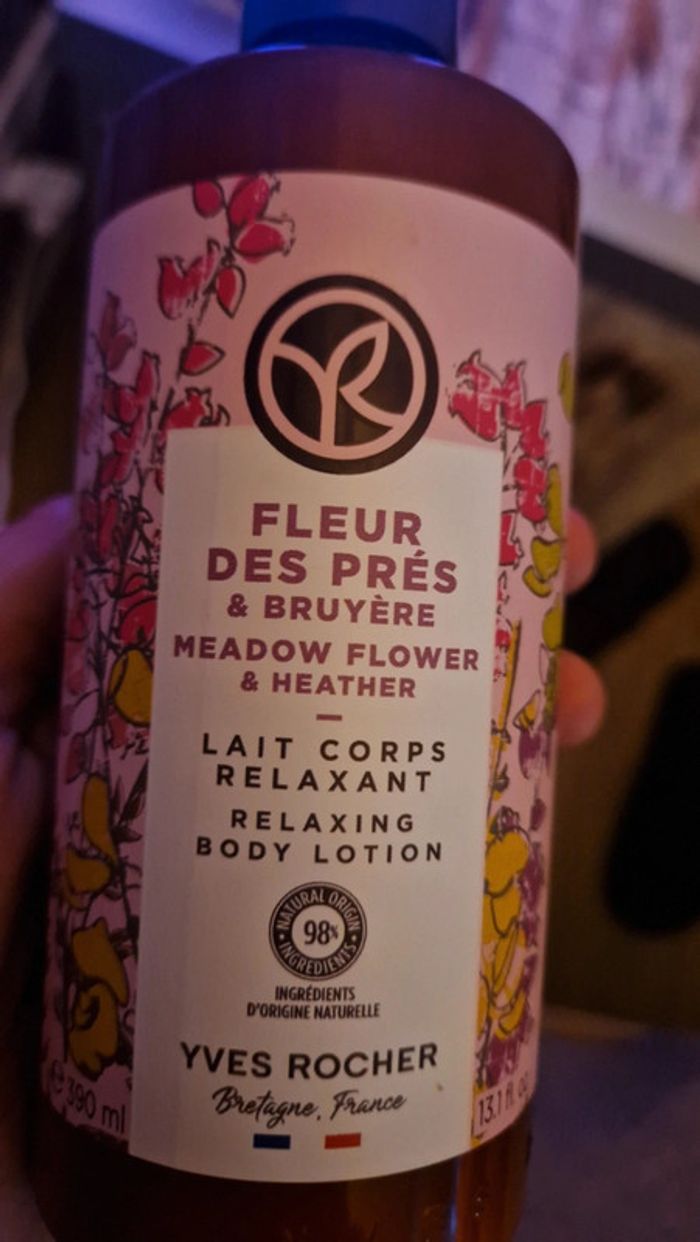 FLEUR
DES PRÉS
& BRUYÈRE
MEADOW FLOWER
& HEATHER
LAIT CORPS
RELAXANT
RELAXING
BODY LOTION
NATURAL ORIGIN
98%
INGREDIENTS
INGRÉDIENTS
D'ORIGINE NATURELLE
YVES ROCHER
Bretagne, France
e 390 ml
13.1 fl. oz